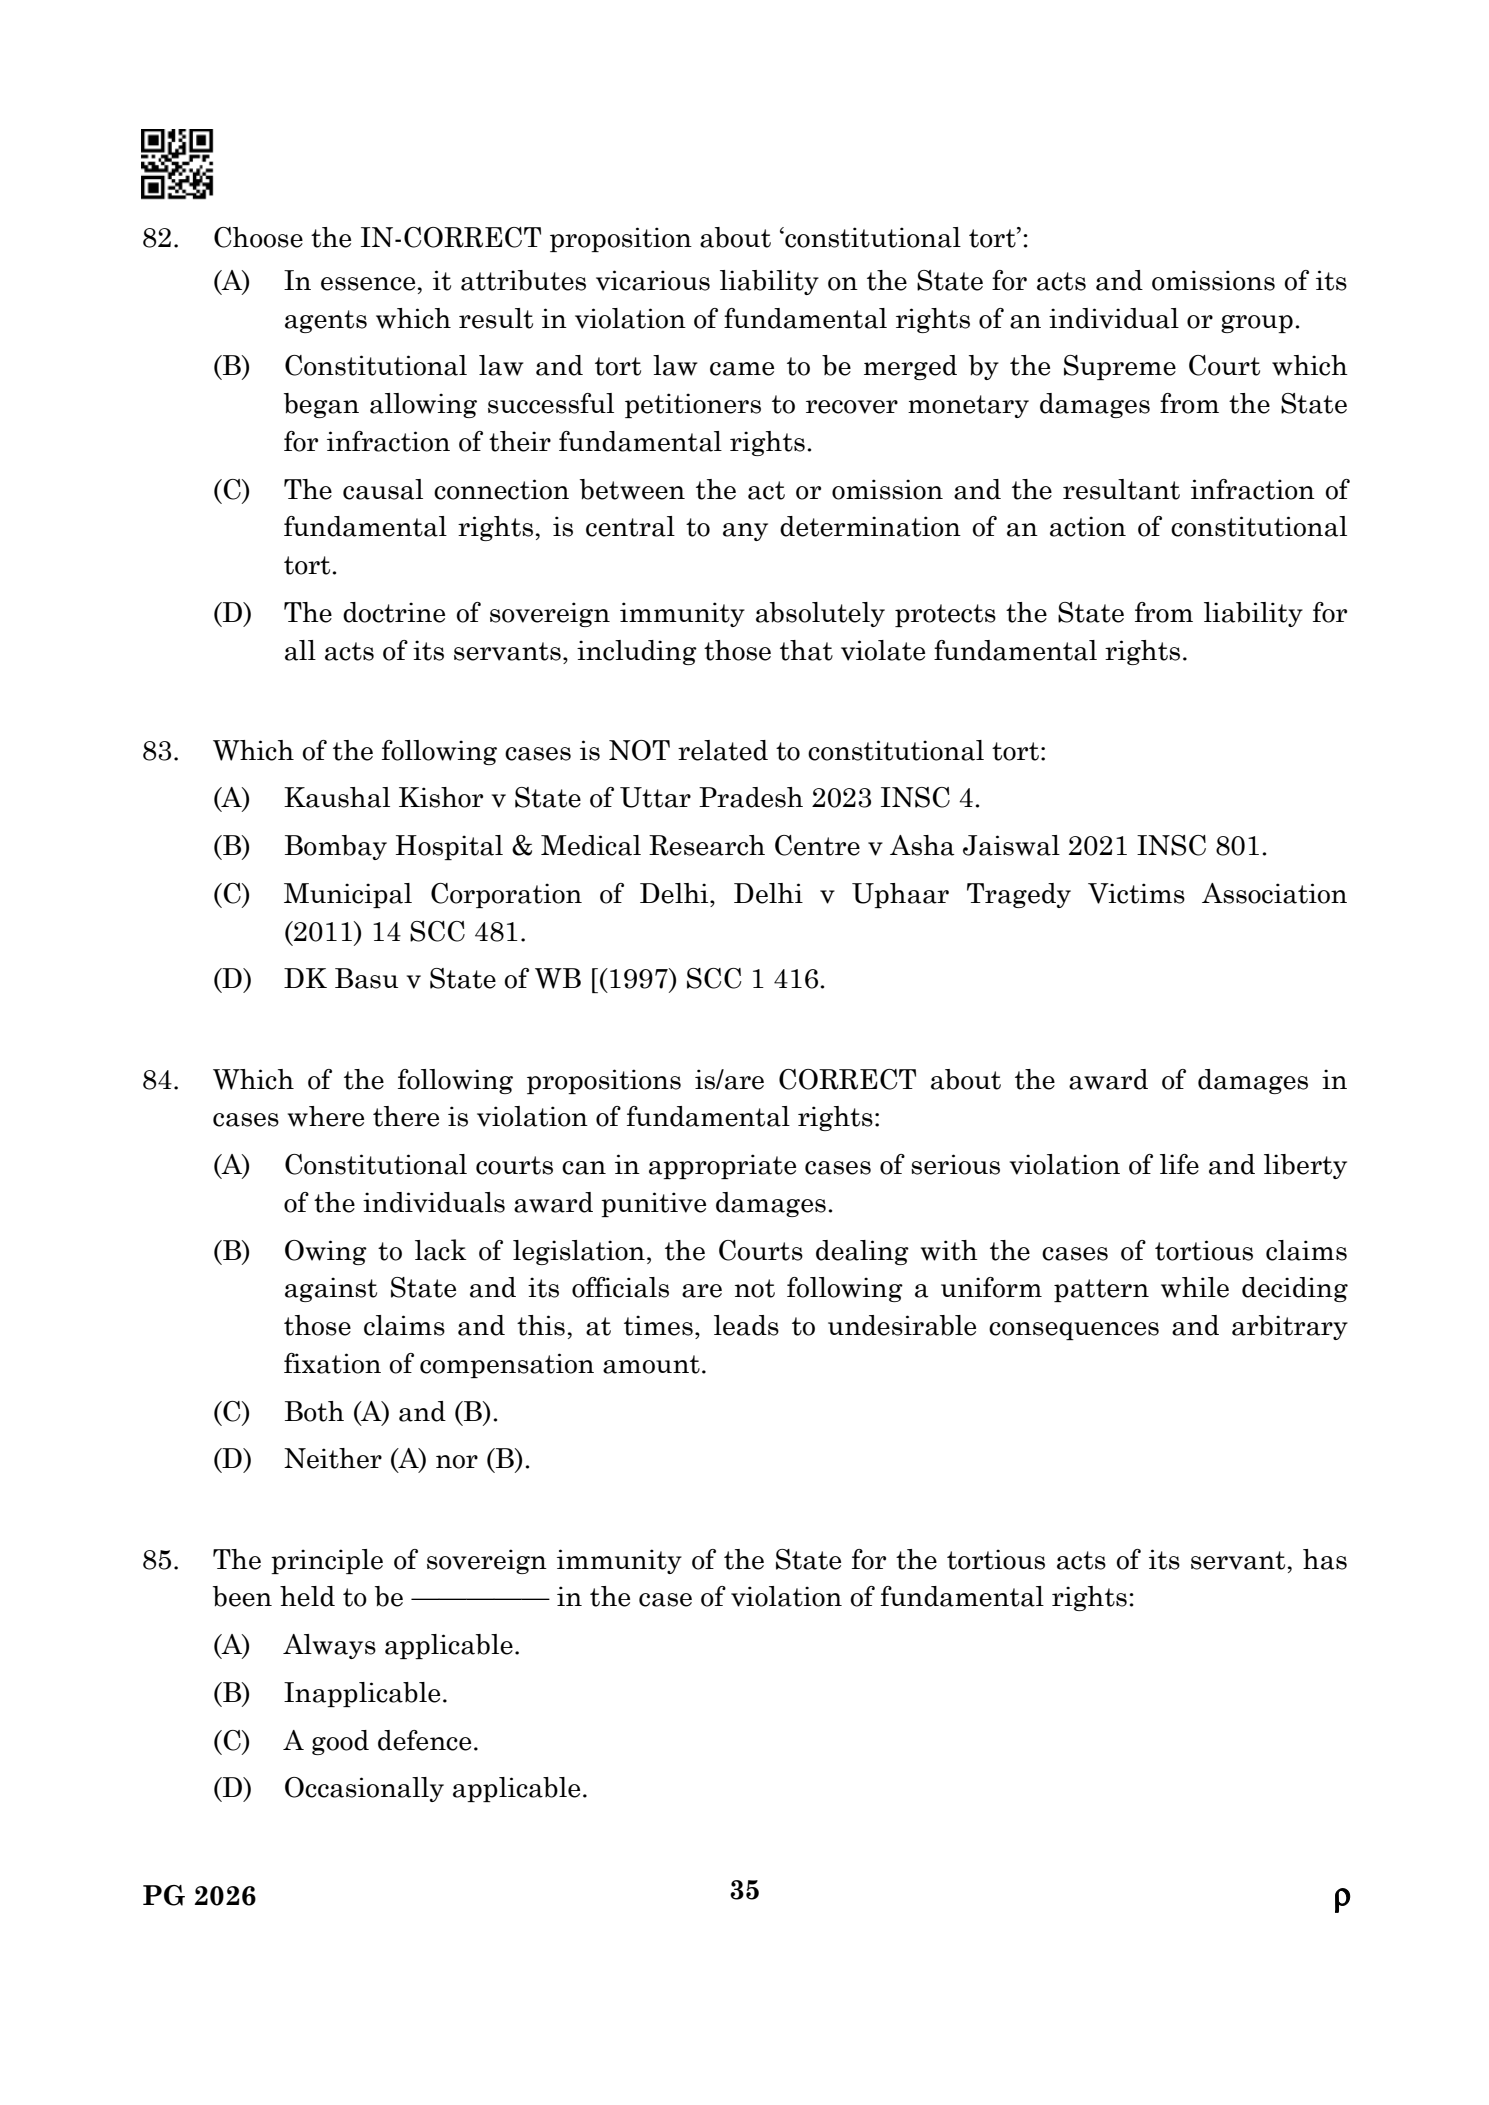 82. Choose the IN-CORRECT proposition about ‘constitutional tort’:
(A) In essence, it attributes vicarious liability on the State for acts and omissions of its
agents which result in violation of fundamental rights of an individual or group.
(B) Constitutional law and tort law came to be merged by the Supreme Court which
began allowing successful petitioners to recover monetary damages from the State
for infraction of their fundamental rights.
(C) The causal connection between the act or omission and the resultant infraction of
fundamental rights, is central to any determination of an action of constitutional
tort.
(D) The doctrine of sovereign immunity absolutely protects the State from liability for
all acts of its servants, including those that violate fundamental rights.
83. Which of the following cases is NOT related to constitutional tort:
(A) Kaushal Kishor v State of Uttar Pradesh 2023 INSC 4.
(B) Bombay Hospital & Medical Research Centre v Asha Jaiswal 2021 INSC 801.
(C) Municipal Corporation of Delhi, Delhi v Uphaar Tragedy Victims Association
(2011) 14 SCC 481.
(D) DK Basu v State of WB [(1997) SCC 1 416.
84. Which of the following propositions is/are CORRECT about the award of damages in
cases where there is violation of fundamental rights:
(A) Constitutional courts can in appropriate cases of serious violation of life and liberty
of the individuals award punitive damages.
(B) Owing to lack of legislation, the Courts dealing with the cases of tortious claims
against State and its officials are not following a uniform pattern while deciding
those claims and this, at times, leads to undesirable consequences and arbitrary
fixation of compensation amount.
(C) Both (A) and (B).
(D) Neither (A) nor (B).
85. The principle of sovereign immunity of the State for the tortious acts of its servant, has
been held to be ————— in the case of violation of fundamental rights:
(A) Always applicable.
(B) Inapplicable.
(C) A good defence.
(D) Occasionally applicable.
PG 2026 35 ρ